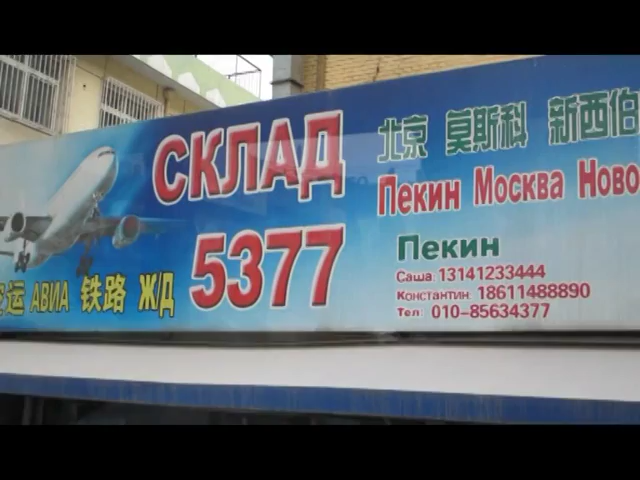 СКЛАД
5377
运 АВИА 铁路 Ж/Д
北京 莫斯科 新西伯
Пекин Москва Ново
Пекин
Саша: 13141233444
Константин: 18611488890
Тел: 010-85634377